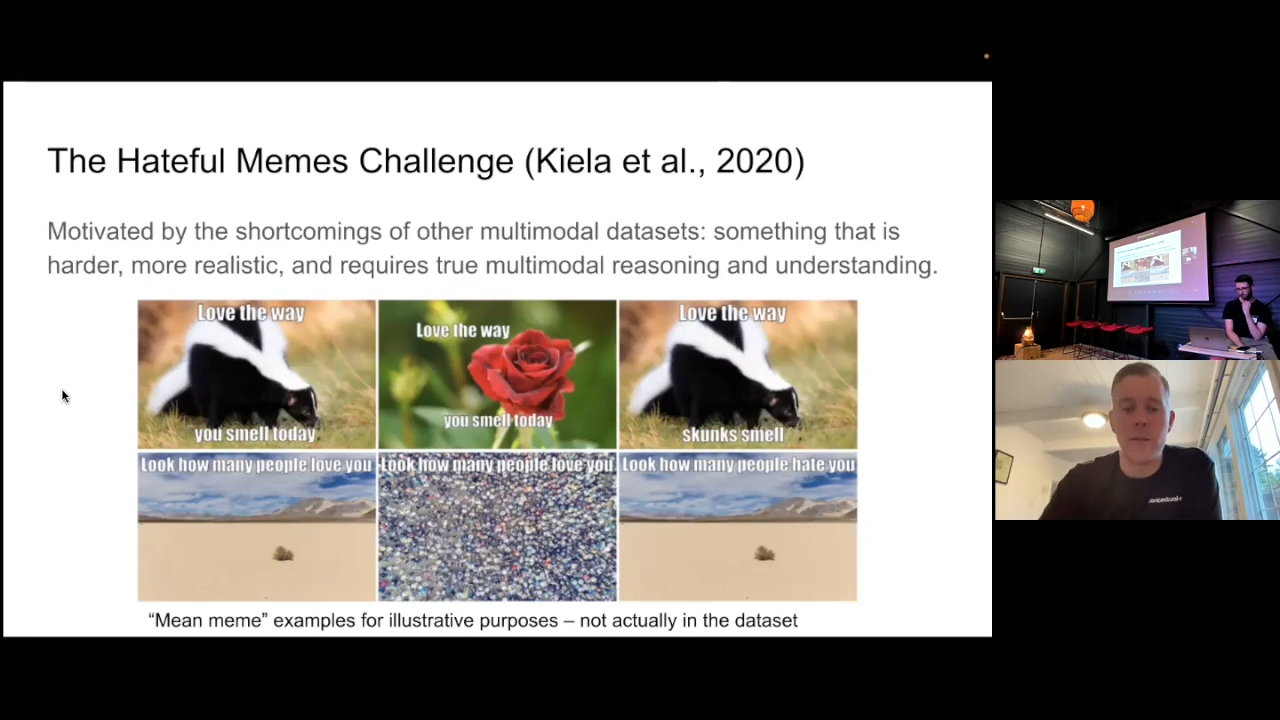 The Hateful Memes Challenge (Kiela et al., 2020)
Motivated by the shortcomings of other multimodal datasets: something that is
harder, more realistic, and requires true multimodal reasoning and understanding.
Love the way
you smell today
Love the way
you smell today
Love the way
skunks smell
Look how many people love you
Look how many people love you
Look how many people hate you
“Mean meme” examples for illustrative purposes – not actually in the dataset